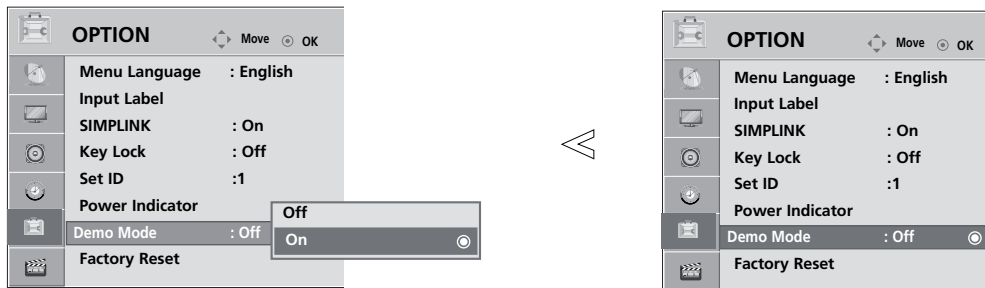 OPTION
Move OK
Menu Language : English
Input Label
SIMPLINK : On
Key Lock : Off
Set ID :1
Power Indicator
Demo Mode : Off
Factory Reset
Off
On
OPTION
Move OK
Menu Language : English
Input Label
SIMPLINK : On
Key Lock : Off
Set ID :1
Power Indicator
Demo Mode : Off
Factory Reset